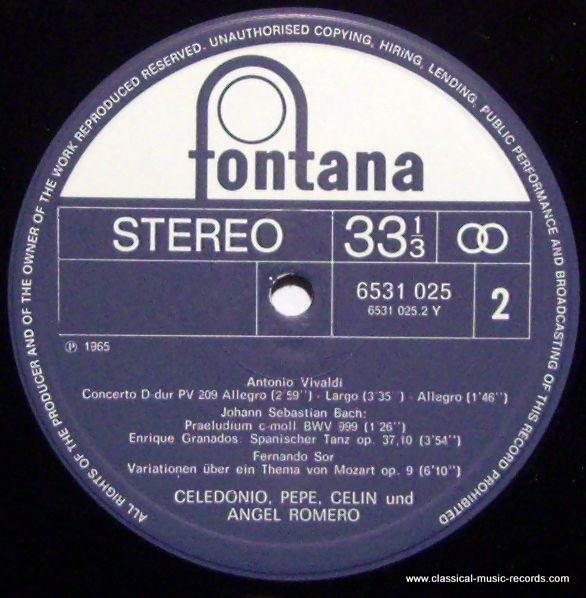 ALL RIGHTS OF THE PRODUCER AND OF THE OWNER OF THE WORK REPRODUCED RESERVED. UNAUTHORISED COPYING, HIRING, LENDING, PUBLIC PERFORMANCE AND BROADCASTING OF THIS RECORD PROHIBITED
fontana
STEREO 33 1/3
6531 025
6531 025.2 Y
2
℗ 1965
Antonio Vivaldi
Concerto D-dur PV 209 Allegro (2'59'') - Largo (3'35'') - Allegro (1'46'')
Johann Sebastian Bach:
Praeludium c-moll BWV 999 (1'26'')
Enrique Granados: Spanischer Tanz op. 37,10 (3'54'')
Fernando Sor
Variationen über ein Thema von Mozart op. 9 (6'10'')
CELEDONIO, PEPE, CELIN und
ANGEL ROMERO
www.classical-music-records.com